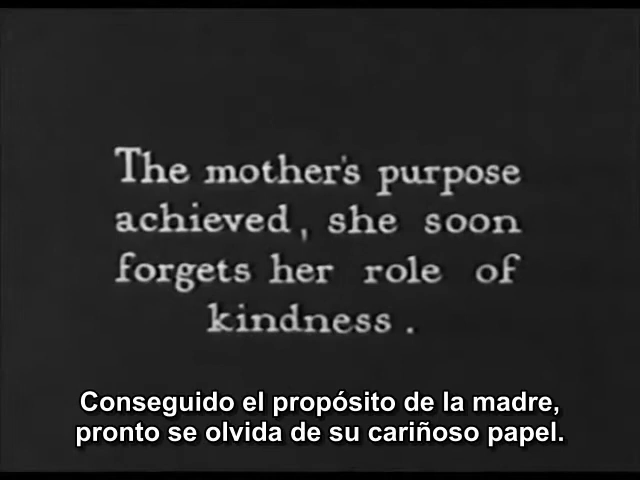 The mother's purpose
achieved, she soon
forgets her role of
kindness.
Conseguido el propósito de la madre,
pronto se olvida de su cariñoso papel.